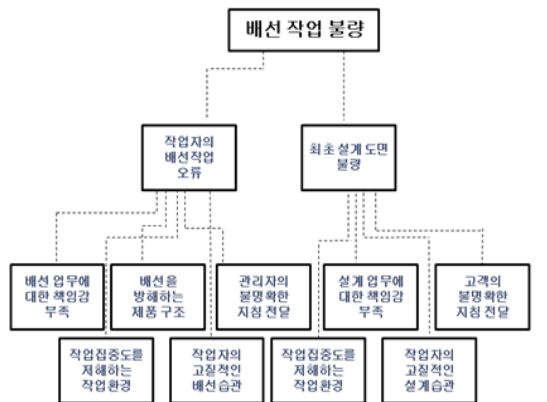 배선 작업 불량
작업자의
배선작업
오류
최초 설계 도면
불량
배선 업무에
대한 책임감
부족
배선을
방해하는
제품 구조
관리자의
불명확한
지침 전달
설계 업무에
대한 책임감
부족
고객의
불명확한
지침 전달
작업집중도를
저해하는
작업환경
작업자의
고질적인
배선습관
작업집중도를
저해하는
작업환경
작업자의
고질적인
설계습관